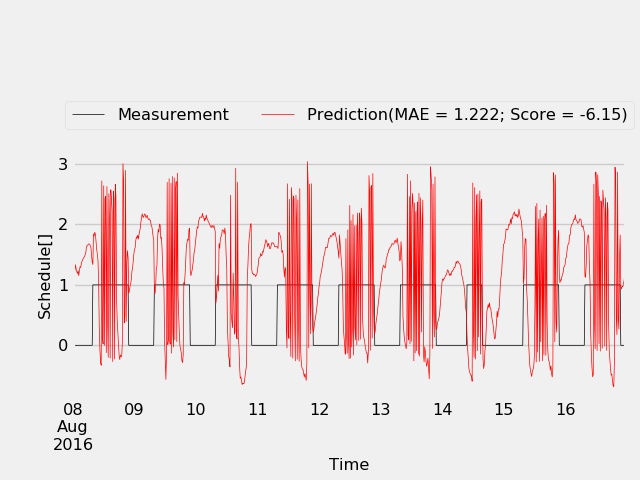 Measurement
Prediction(MAE = 1.222; Score = -6.15)
3
2
1
0
Schedule[]
08 09 10 11 12 13 14 15 16
Aug
2016
Time